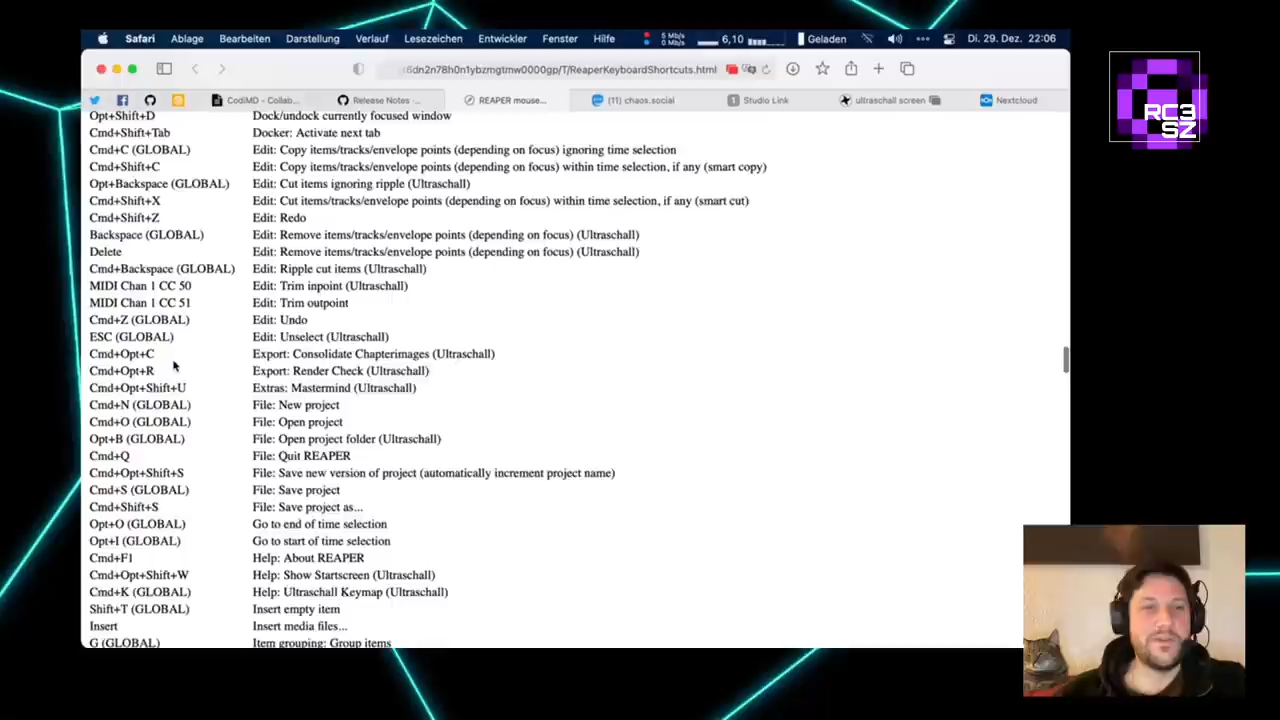 Safari Ablage Bearbeiten Darstellung Verlauf Lesezeichen Entwickler Fenster Hilfe 5 Mb/s 0 Mb/s 6,10 Geladen Di. 29. Dez. 22:06
6dn2n78h0n1ybzmgtmw0000gp/T/ReaperKeyboardShortcuts.html
CodiMD - Collab... Release Notes -... REAPER mouse... (11) chaos.social 1 Studio Link ultraschall screen Nextcloud
RC3
SZ
Opt+Shift+D Dock/undock currently focused window
Cmd+Shift+Tab Docker: Activate next tab
Cmd+C (GLOBAL) Edit: Copy items/tracks/envelope points (depending on focus) ignoring time selection
Cmd+Shift+C Edit: Copy items/tracks/envelope points (depending on focus) within time selection, if any (smart copy)
Opt+Backspace (GLOBAL) Edit: Cut items ignoring ripple (Ultraschall)
Cmd+Shift+X Edit: Cut items/tracks/envelope points (depending on focus) within time selection, if any (smart cut)
Cmd+Shift+Z Edit: Redo
Backspace (GLOBAL) Edit: Remove items/tracks/envelope points (depending on focus) (Ultraschall)
Delete Edit: Remove items/tracks/envelope points (depending on focus) (Ultraschall)
Cmd+Backspace (GLOBAL) Edit: Ripple cut items (Ultraschall)
MIDI Chan 1 CC 50 Edit: Trim inpoint (Ultraschall)
MIDI Chan 1 CC 51 Edit: Trim outpoint
Cmd+Z (GLOBAL) Edit: Undo
ESC (GLOBAL) Edit: Unselect (Ultraschall)
Cmd+Opt+C Export: Consolidate Chapterimages (Ultraschall)
Cmd+Opt+R Export: Render Check (Ultraschall)
Cmd+Opt+Shift+U Extras: Mastermind (Ultraschall)
Cmd+N (GLOBAL) File: New project
Cmd+O (GLOBAL) File: Open project
Opt+B (GLOBAL) File: Open project folder (Ultraschall)
Cmd+Q File: Quit REAPER
Cmd+Opt+Shift+S File: Save new version of project (automatically increment project name)
Cmd+S (GLOBAL) File: Save project
Cmd+Shift+S File: Save project as...
Opt+O (GLOBAL) Go to end of time selection
Opt+I (GLOBAL) Go to start of time selection
Cmd+F1 Help: About REAPER
Cmd+Opt+Shift+W Help: Show Startscreen (Ultraschall)
Cmd+K (GLOBAL) Help: Ultraschall Keymap (Ultraschall)
Shift+T (GLOBAL) Insert empty item
Insert Insert media files...
G (GLOBAL) Item grouping: Group items